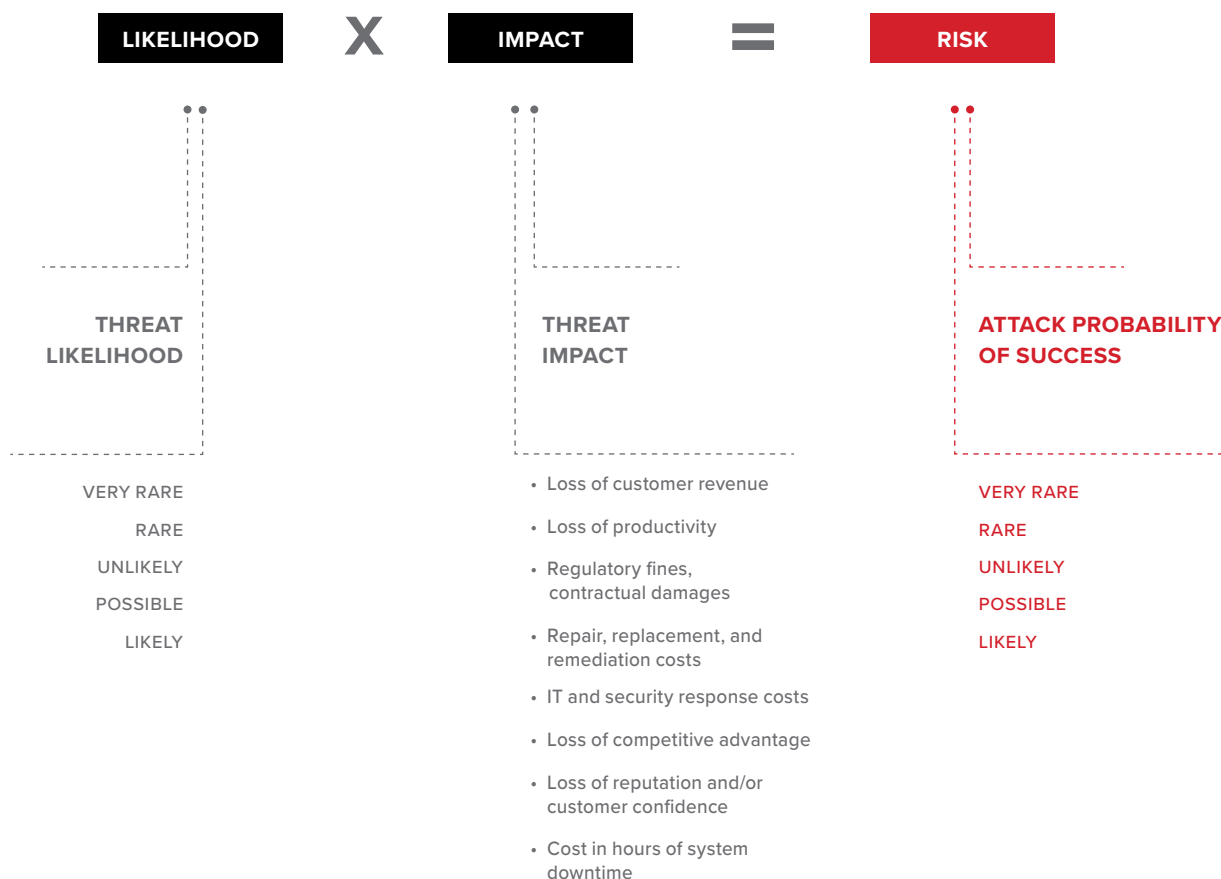 LIKELIHOOD X IMPACT = RISK
THREAT
LIKELIHOOD
VERY RARE
RARE
UNLIKELY
POSSIBLE
LIKELY
THREAT
IMPACT
• Loss of customer revenue
• Loss of productivity
• Regulatory fines,
contractual damages
• Repair, replacement, and
remediation costs
• IT and security response costs
• Loss of competitive advantage
• Loss of reputation and/or
customer confidence
• Cost in hours of system
downtime
ATTACK PROBABILITY
OF SUCCESS
VERY RARE
RARE
UNLIKELY
POSSIBLE
LIKELY